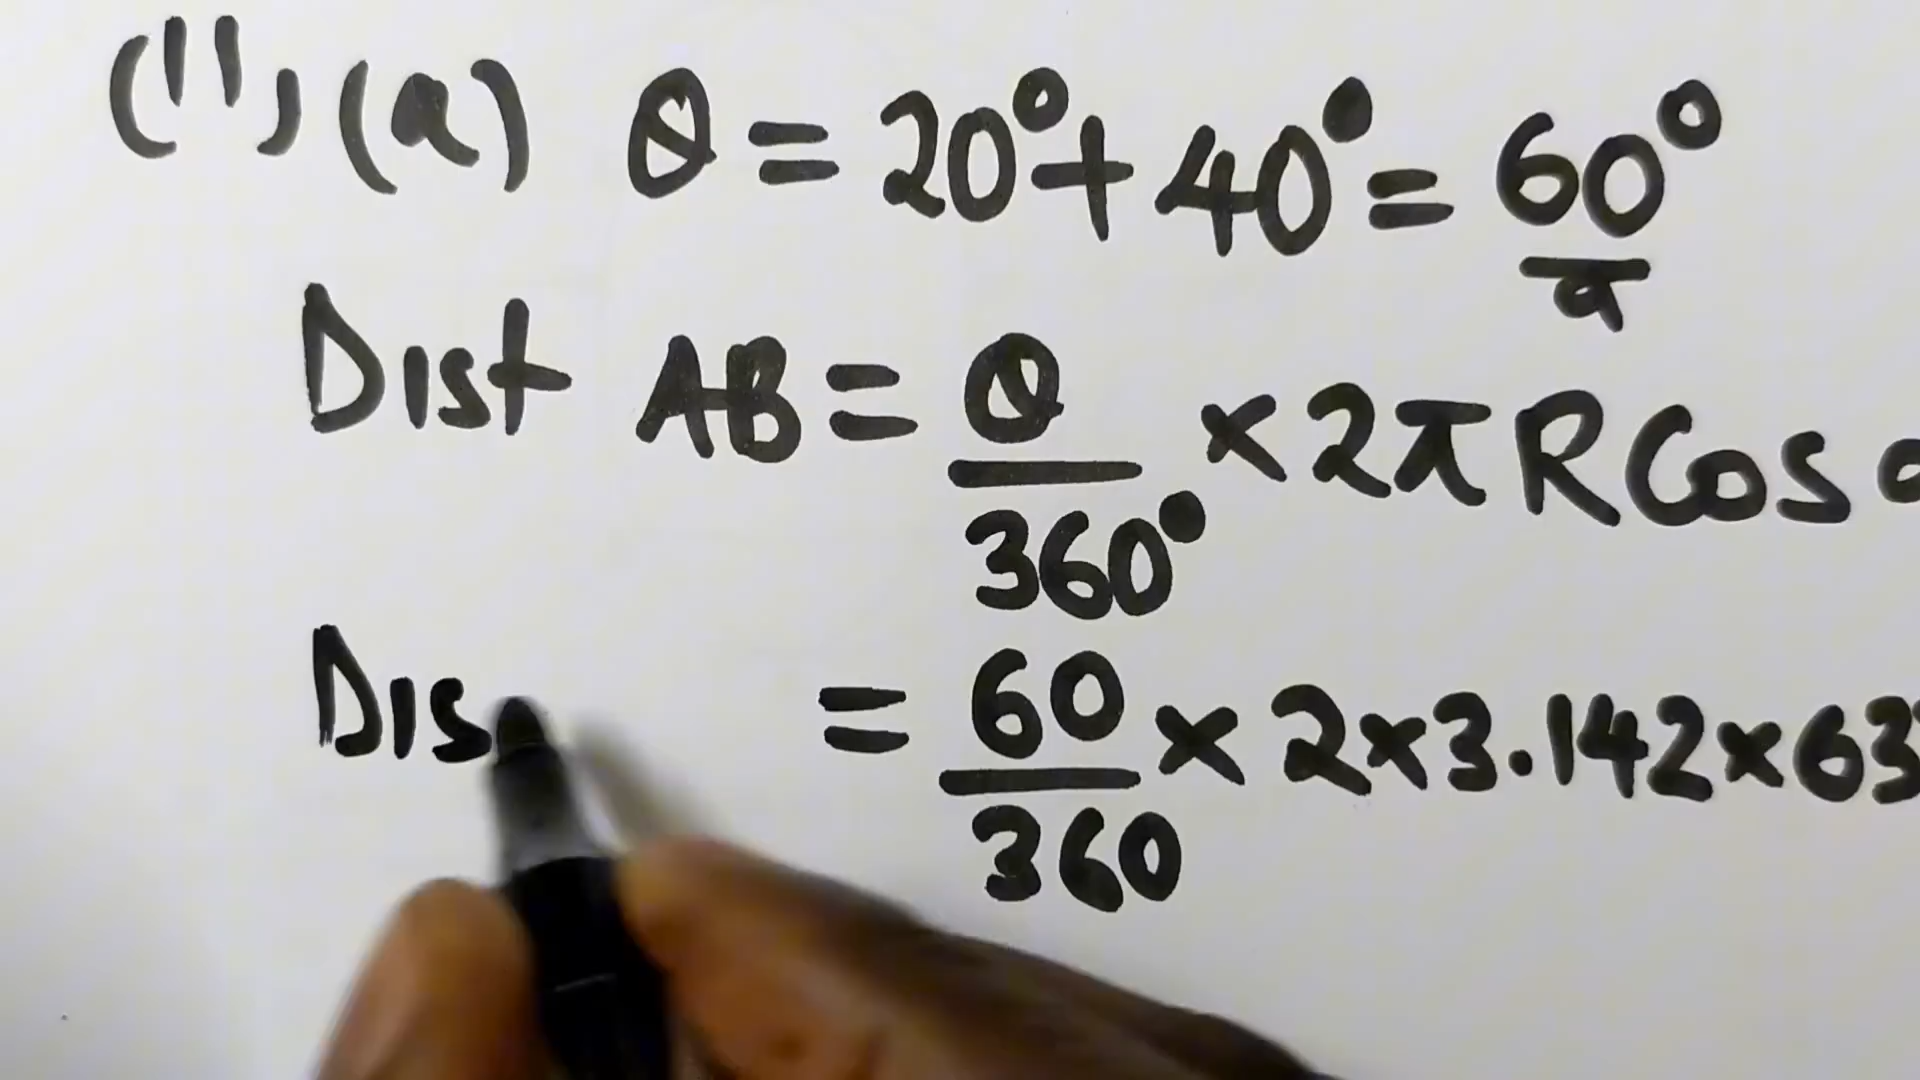 (11) (a) θ = 20° + 40° = 60°
Dist AB = θ/360° × 2πR Cos
Dis = 60/360 × 2 × 3.142 × 63